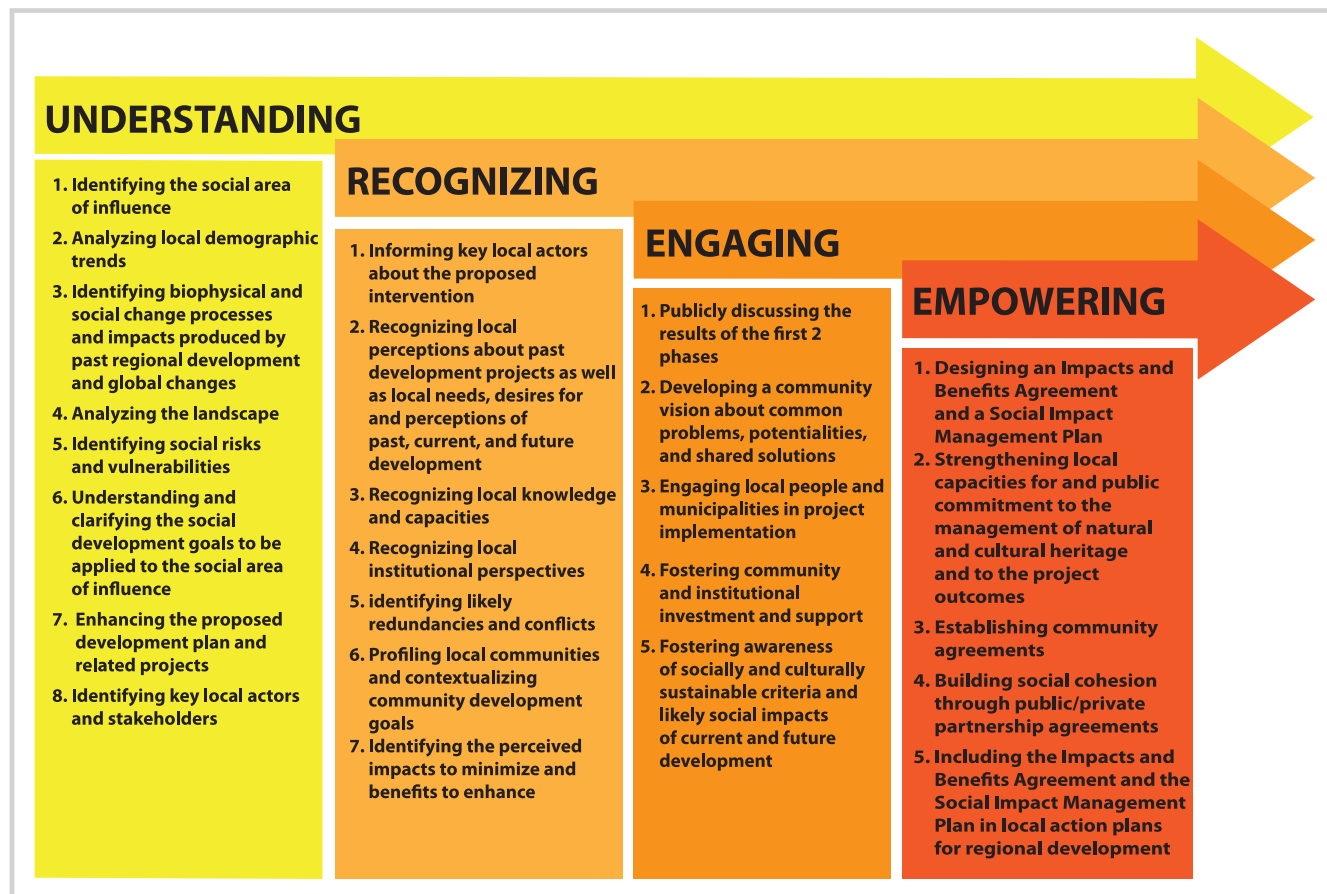 UNDERSTANDING
1. Identifying the social area
of influence
2. Analyzing local demographic
trends
3. Identifying biophysical and
social change processes
and impacts produced by
past regional development
and global changes
4. Analyzing the landscape
5. Identifying social risks
and vulnerabilities
6. Understanding and
clarifying the social
development goals to be
applied to the social area
of influence
7. Enhancing the proposed
development plan and
related projects
8. Identifying key local actors
and stakeholders
RECOGNIZING
1. Informing key local actors
about the proposed
intervention
2. Recognizing local
perceptions about past
development projects as well
as local needs, desires for
and perceptions of
past, current, and future
development
3. Recognizing local knowledge
and capacities
4. Recognizing local
institutional perspectives
5. identifying likely
redundancies and conflicts
6. Profiling local communities
and contextualizing
community development
goals
7. Identifying the perceived
impacts to minimize and
benefits to enhance
ENGAGING
1. Publicly discussing the
results of the first 2
phases
2. Developing a community
vision about common
problems, potentialities,
and shared solutions
3. Engaging local people and
municipalities in project
implementation
4. Fostering community
and institutional
investment and support
5. Fostering awareness
of socially and culturally
sustainable criteria and
likely social impacts
of current and future
development
EMPOWERING
1. Designing an Impacts and
Benefits Agreement
and a Social Impact
Management Plan
2. Strengthening local
capacities for and public
commitment to the
management of natural
and cultural heritage
and to the project
outcomes
3. Establishing community
agreements
4. Building social cohesion
through public/private
partnership agreements
5. Including the Impacts and
Benefits Agreement and the
Social Impact Management
Plan in local action plans
for regional development